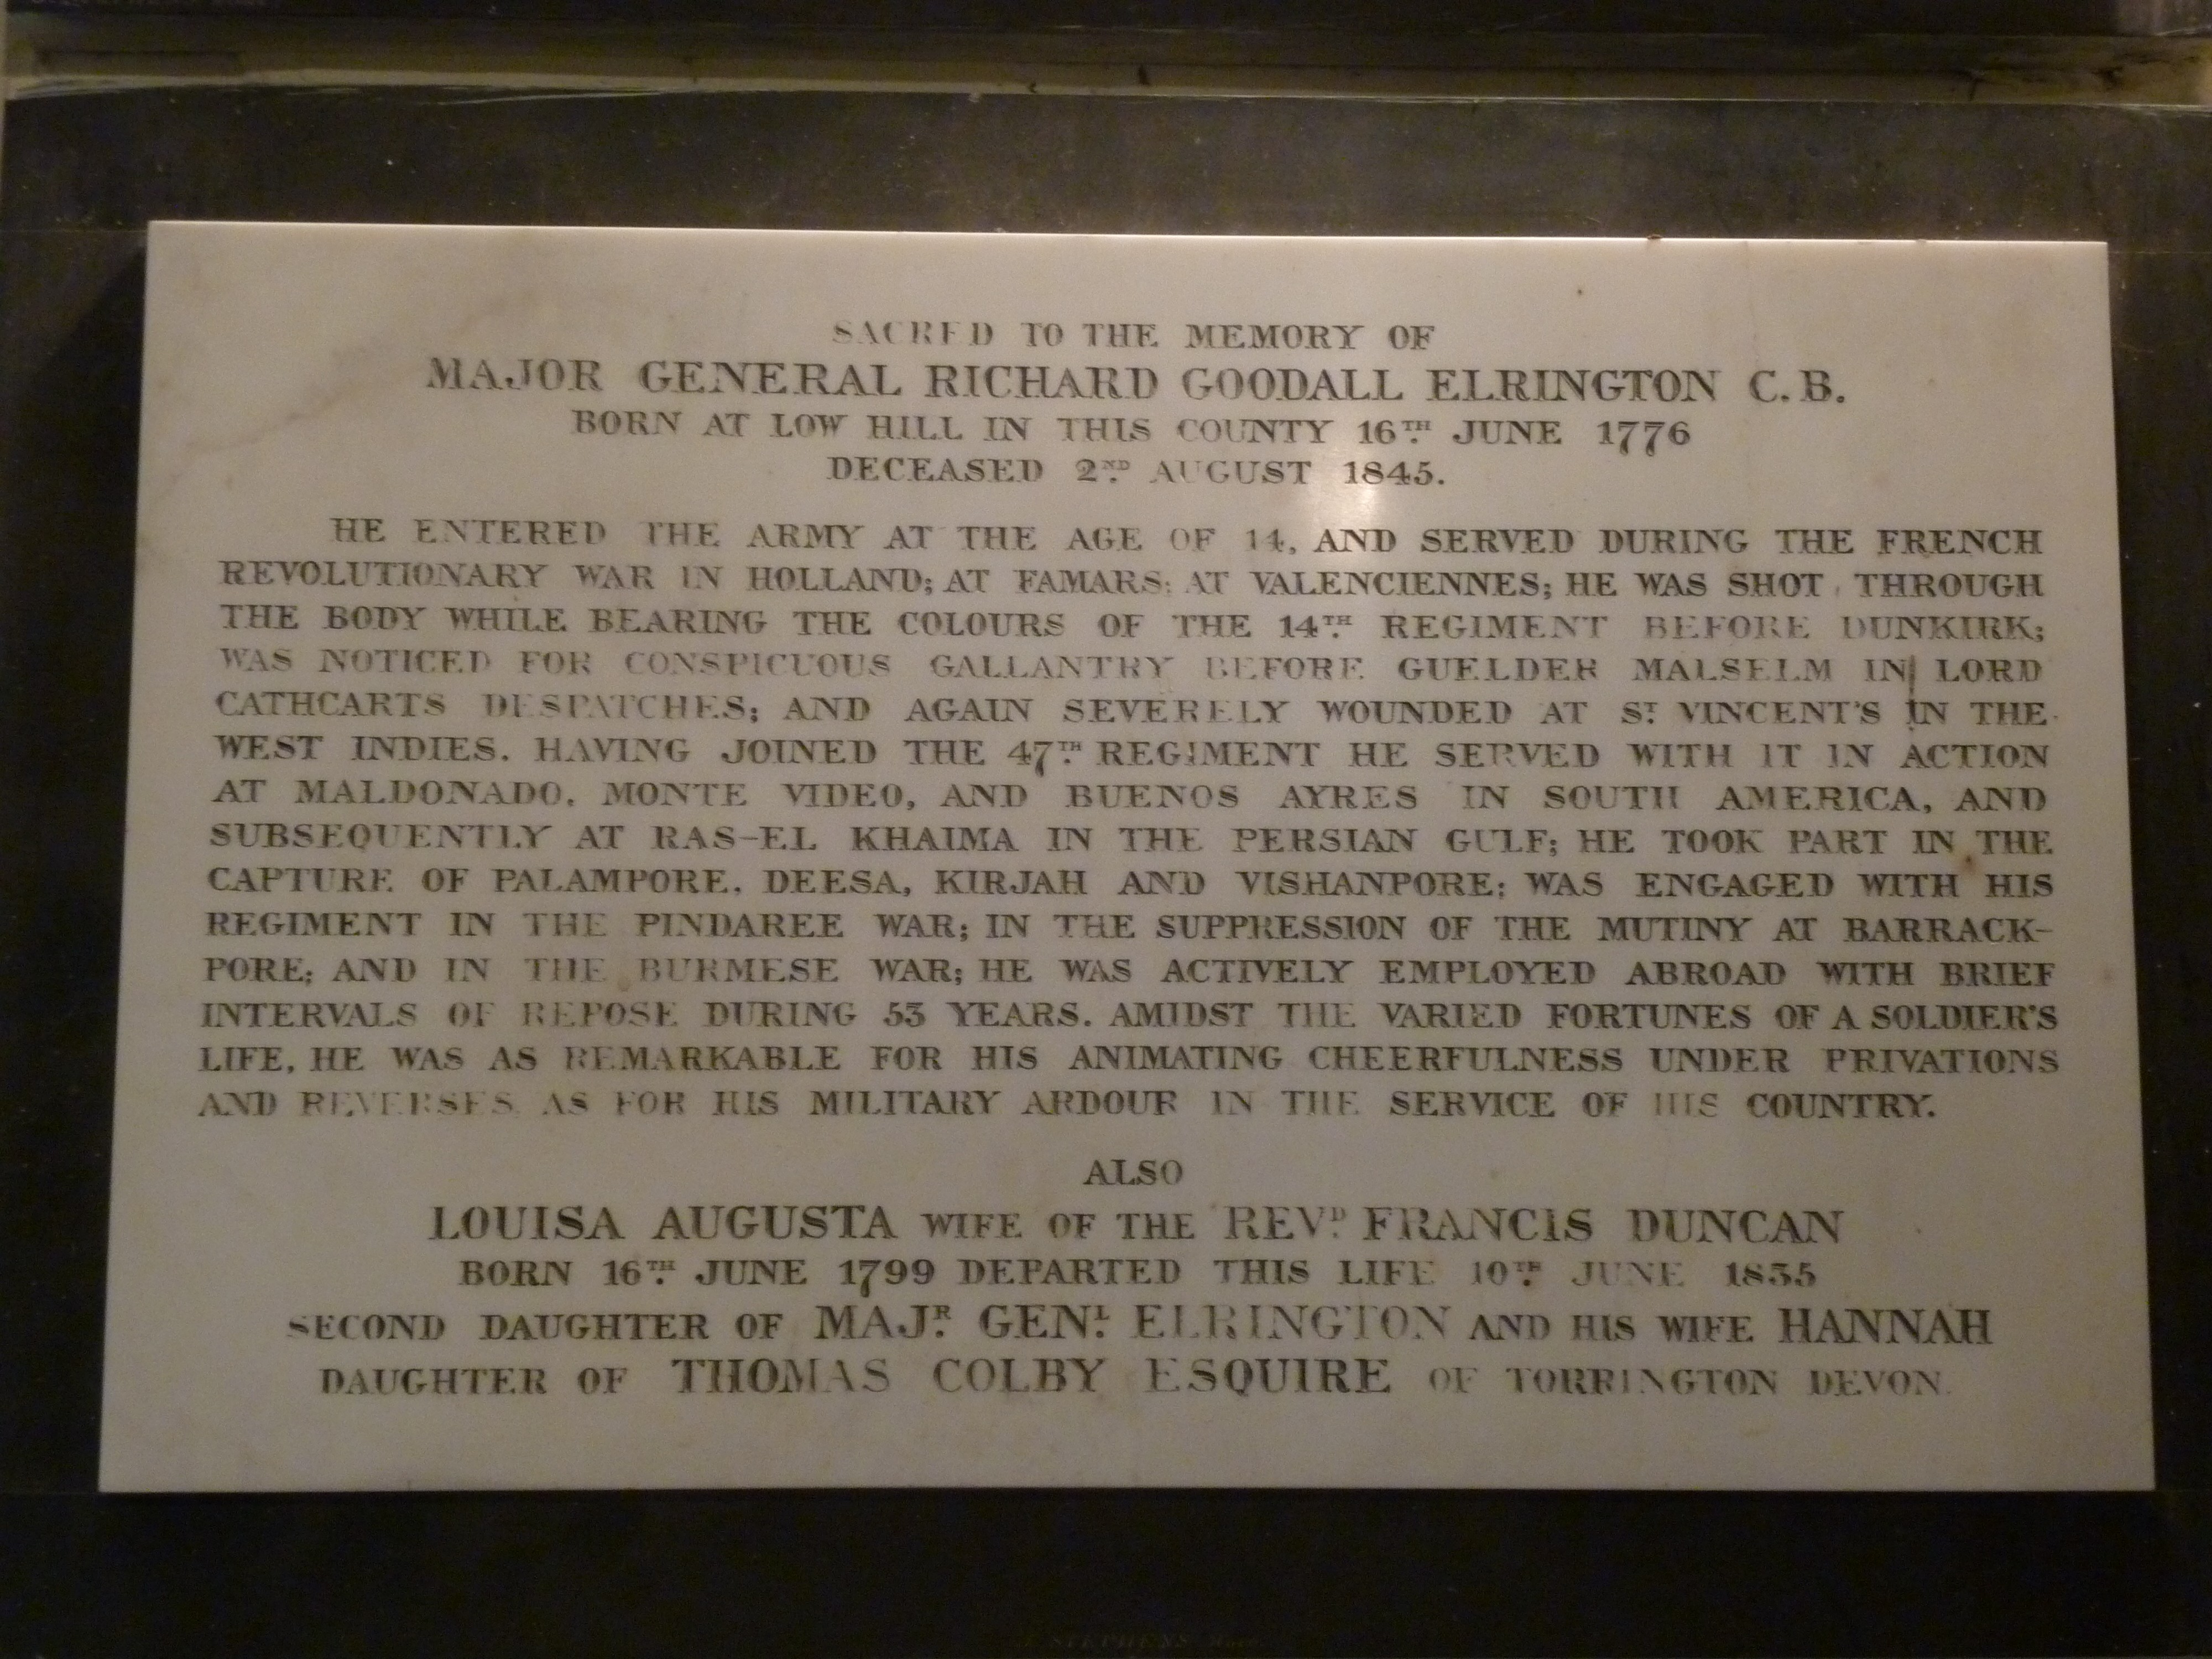 SACRED TO THE MEMORY OF
MAJOR GENERAL RICHARD GOODALL ELRINGTON C.B.
BORN AT LOW HILL IN THIS COUNTY 16TH JUNE 1776
DECEASED 2ND AUGUST 1845.
HE ENTERED THE ARMY AT THE AGE OF 14, AND SERVED DURING THE FRENCH
REVOLUTIONARY WAR IN HOLLAND; AT FAMARS; AT VALENCIENNES; HE WAS SHOT THROUGH
THE BODY WHILE BEARING THE COLOURS OF THE 14TH REGIMENT BEFORE DUNKIRK;
WAS NOTICED FOR CONSPICUOUS GALLANTRY BEFORE GUELDER MALSELM IN LORD
CATHCARTS DESPATCHES; AND AGAIN SEVERELY WOUNDED AT ST VINCENT'S IN THE
WEST INDIES. HAVING JOINED THE 47TH REGIMENT HE SERVED WITH IT IN ACTION
AT MALDONADO, MONTE VIDEO, AND BUENOS AYRES IN SOUTH AMERICA, AND
SUBSEQUENTLY AT RAS-EL KHAIMA IN THE PERSIAN GULF; HE TOOK PART IN THE
CAPTURE OF PALAMPORE, DEESA, KIRJAH AND VISHANPORE; WAS ENGAGED WITH HIS
REGIMENT IN THE PINDAREE WAR; IN THE SUPPRESSION OF THE MUTINY AT BARRACK-
PORE; AND IN THE BURMESE WAR; HE WAS ACTIVELY EMPLOYED ABROAD WITH BRIEF
INTERVALS OF REPOSE DURING 53 YEARS. AMIDST THE VARIED FORTUNES OF A SOLDIER'S
LIFE, HE WAS AS REMARKABLE FOR HIS ANIMATING CHEERFULNESS UNDER PRIVATIONS
AND REVERSES, AS FOR HIS MILITARY ARDOUR IN THE SERVICE OF HIS COUNTRY.
ALSO
LOUISA AUGUSTA WIFE OF THE REVD FRANCIS DUNCAN
BORN 16TH JUNE 1799 DEPARTED THIS LIFE 10TH JUNE 1835
SECOND DAUGHTER OF MAJR GENL ELRINGTON AND HIS WIFE HANNAH
DAUGHTER OF THOMAS COLBY ESQUIRE OF TORRINGTON DEVON.
STEPHENS